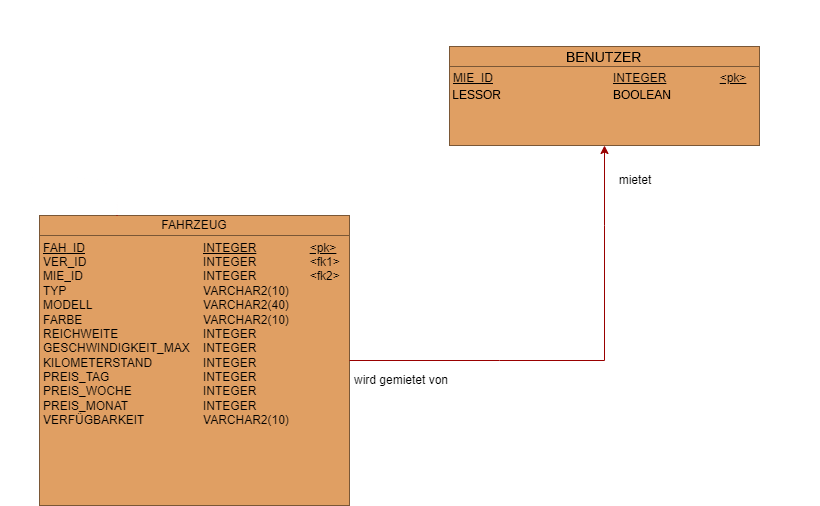 BENUTZER
MIE_ID INTEGER <pk>
LESSOR BOOLEAN
mietet
FAHRZEUG
FAH_ID INTEGER <pk>
VER_ID INTEGER <fk1>
MIE_ID INTEGER <fk2>
TYP VARCHAR2(10)
MODELL VARCHAR2(40)
FARBE VARCHAR2(10)
REICHWEITE INTEGER
GESCHWINDIGKEIT_MAX INTEGER
KILOMETERSTAND INTEGER
PREIS_TAG INTEGER
PREIS_WOCHE INTEGER
PREIS_MONAT INTEGER
VERFÜGBARKEIT VARCHAR2(10)
wird gemietet von